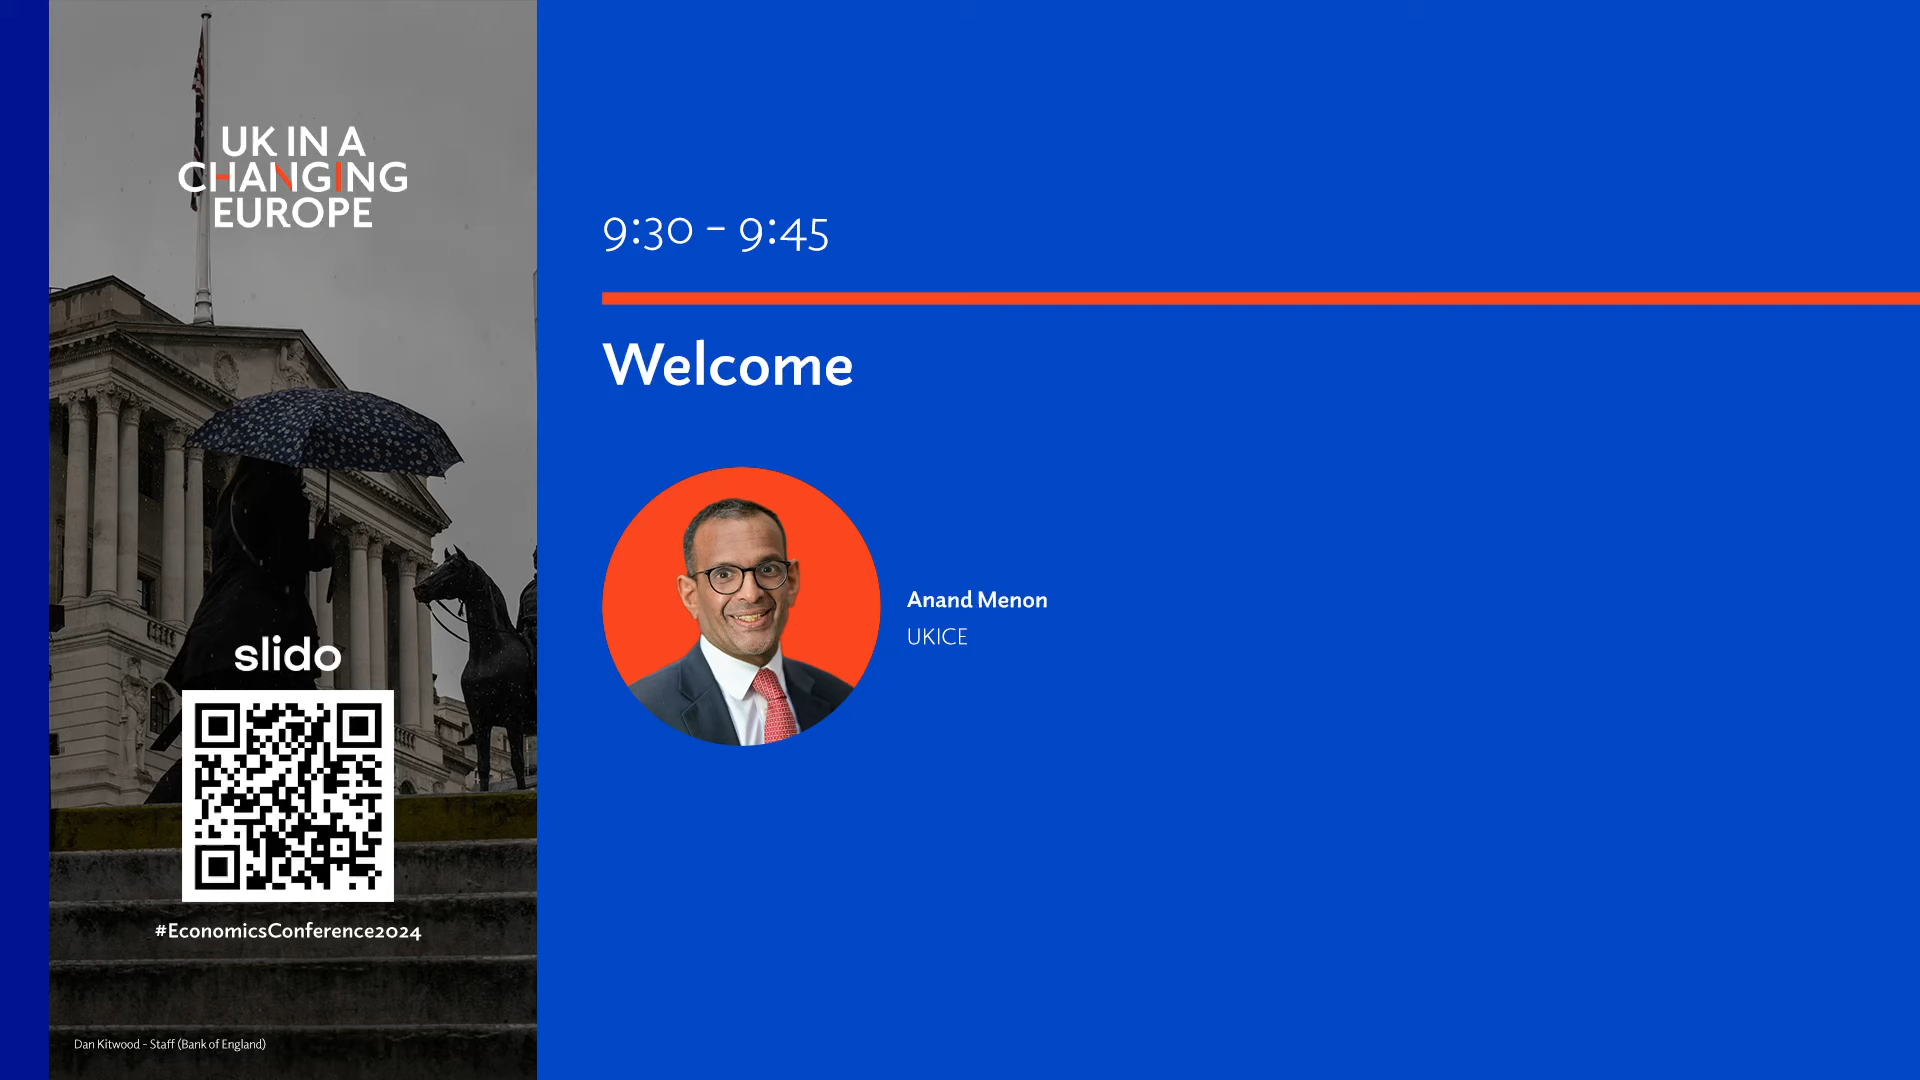 UK IN A
CHANGING
EUROPE
slido
#EconomicsConference2024
Dan Kitwood - Staff (Bank of England)
9:30 – 9:45
Welcome
Anand Menon
UKICE